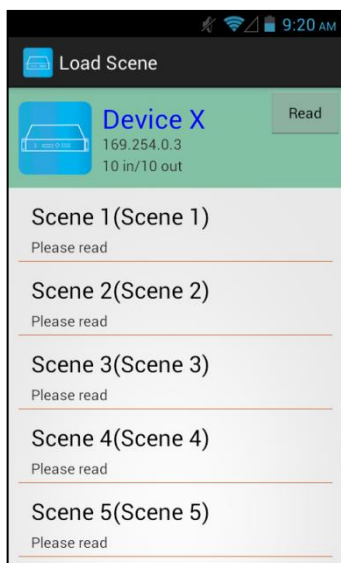 9:20 AM
Load Scene
Device X
Read
169.254.0.3
10 in/10 out
Scene 1(Scene 1)
Please read
Scene 2(Scene 2)
Please read
Scene 3(Scene 3)
Please read
Scene 4(Scene 4)
Please read
Scene 5(Scene 5)
Please read